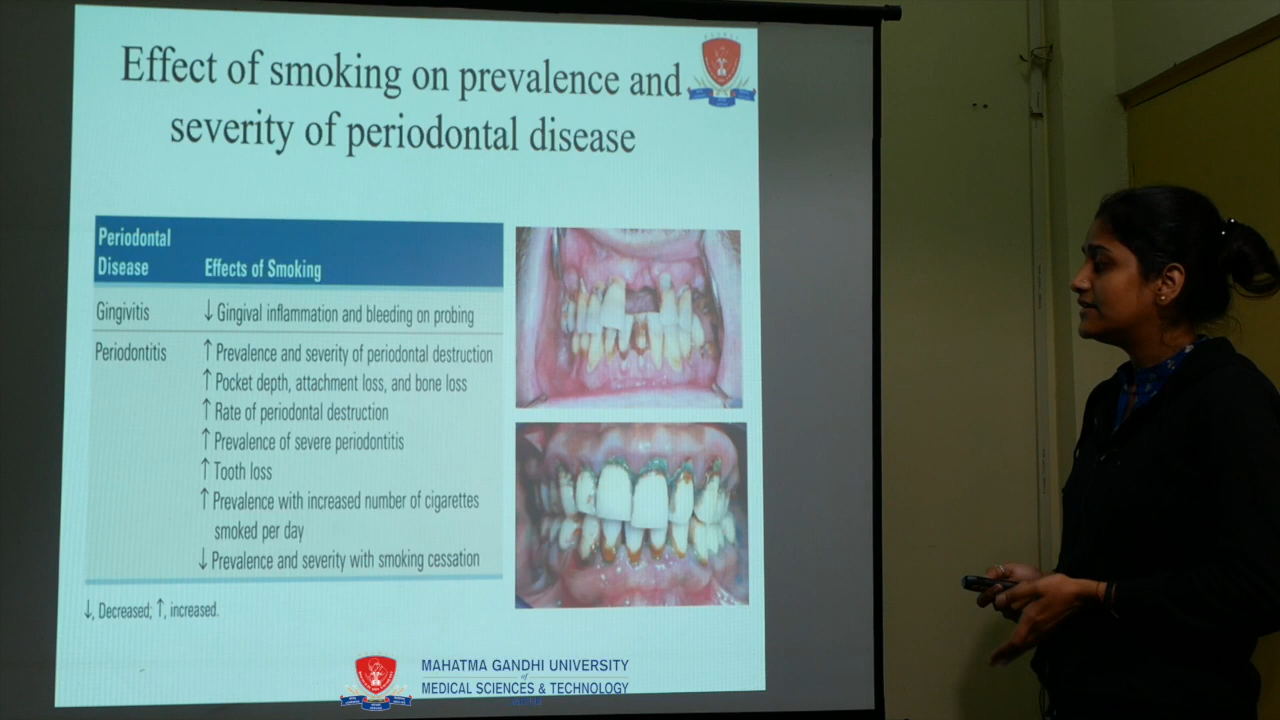 Effect of smoking on prevalence and
severity of periodontal disease
Periodontal
Disease
Effects of Smoking
Gingivitis
↓ Gingival inflammation and bleeding on probing
Periodontitis
↑ Prevalence and severity of periodontal destruction
↑ Pocket depth, attachment loss, and bone loss
↑ Rate of periodontal destruction
↑ Prevalence of severe periodontitis
↑ Tooth loss
↑ Prevalence with increased number of cigarettes
smoked per day
↓ Prevalence and severity with smoking cessation
↓, Decreased; ↑, increased.
MAHATMA GANDHI UNIVERSITY
of
MEDICAL SCIENCES & TECHNOLOGY